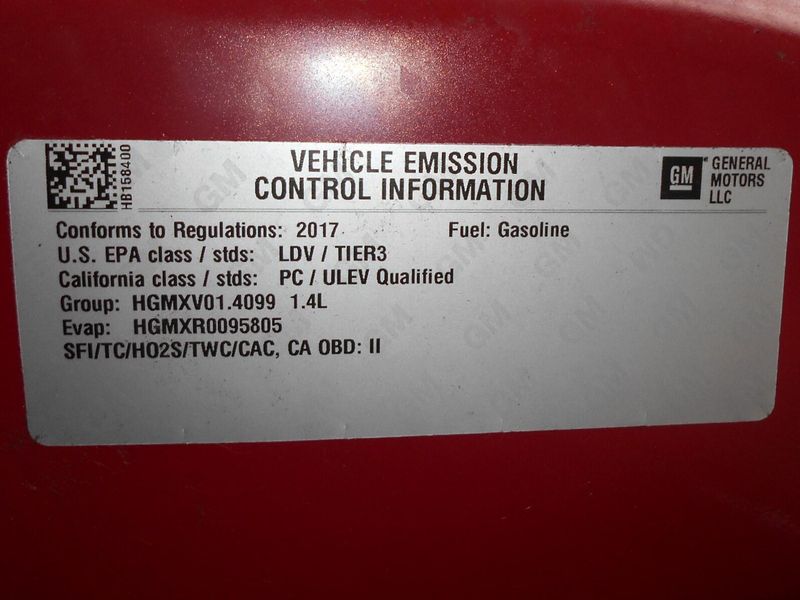 HB158400
VEHICLE EMISSION
CONTROL INFORMATION
GM
GENERAL
MOTORS
LLC
Conforms to Regulations: 2017 Fuel: Gasoline
U.S. EPA class / stds: LDV / TIER3
California class / stds: PC / ULEV Qualified
Group: HGMXV01.4099 1.4L
Evap: HGMXR0095805
SFI/TC/HO2S/TWC/CAC, CA OBD: II